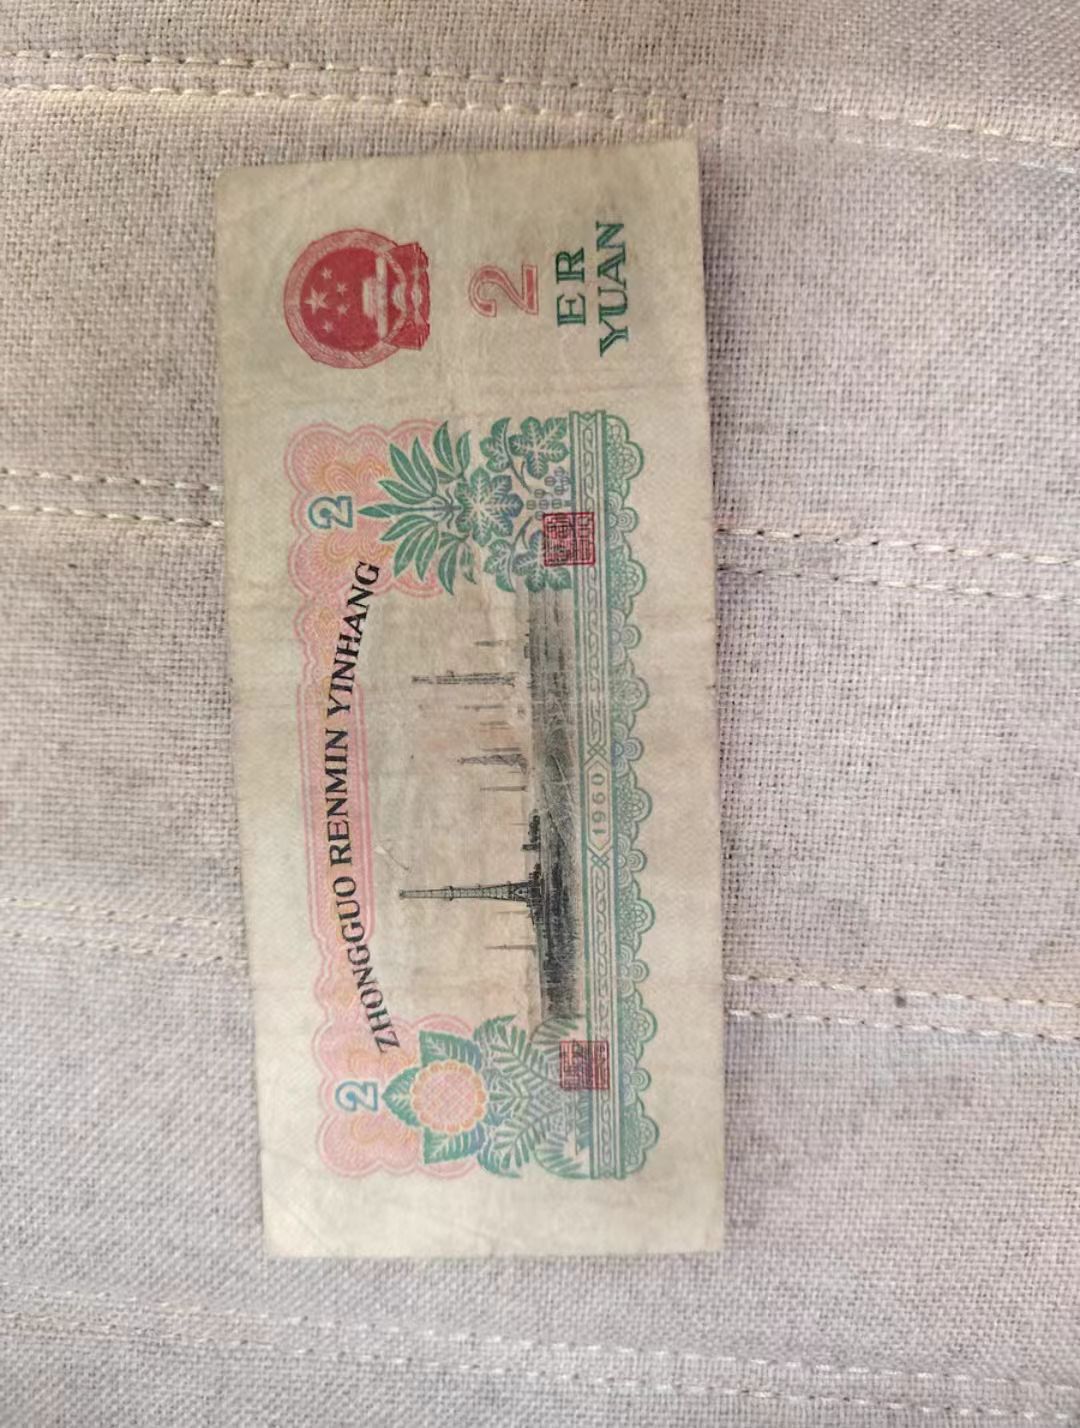 ZHONGGUO RENMIN YINHANG
2
2
2
ER
YUAN
1960